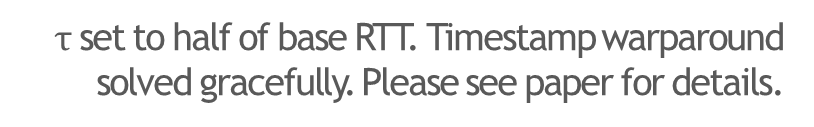 τ set to half of base RTT. Timestamp warparound
solved gracefully. Please see paper for details.